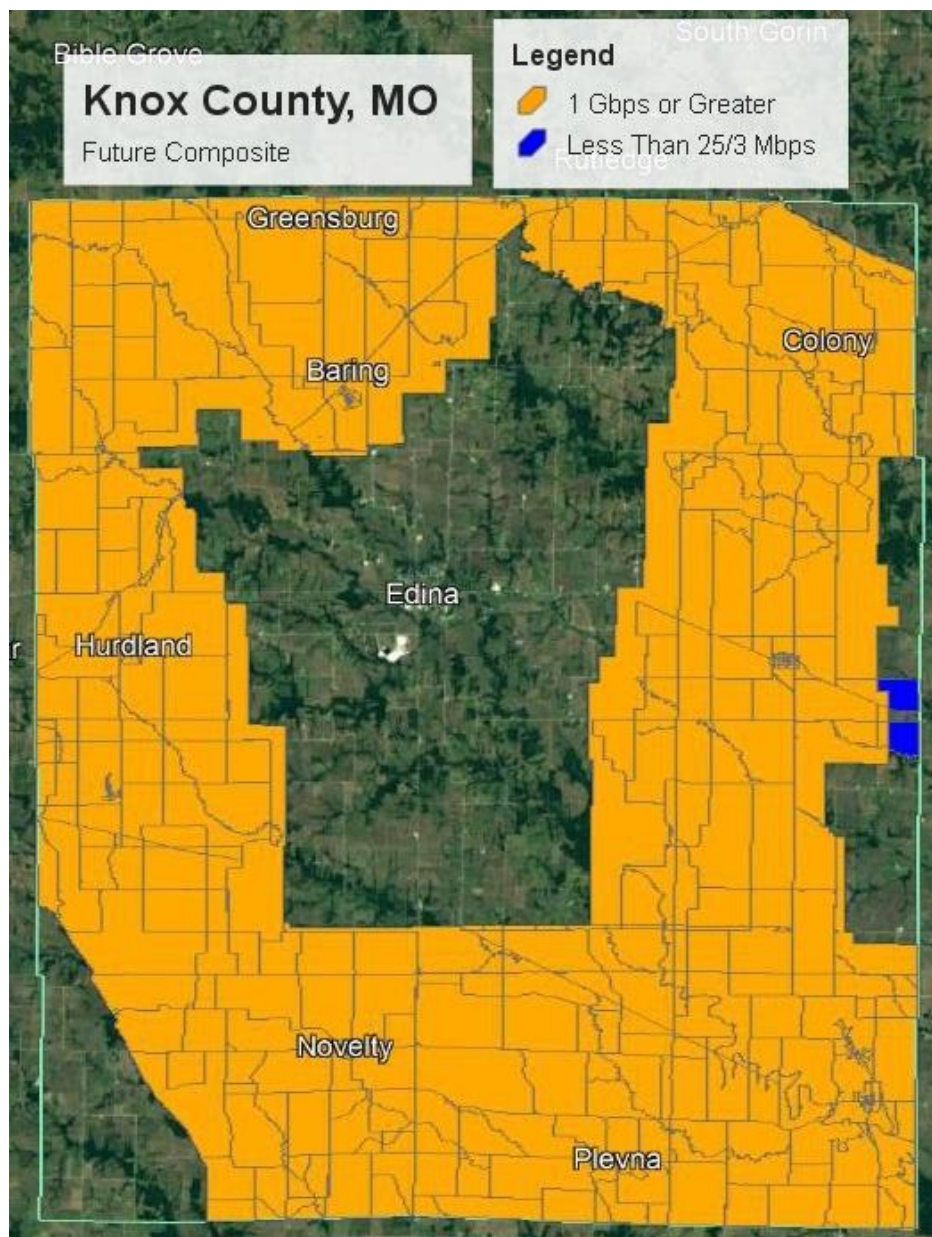 South Gorin
Bible Grove
Legend
Knox County, MO
1 Gbps or Greater
Future Composite
Less Than 25/3 Mbps
Rutledge
Greensburg
Colony
Baring
Edina
Hurdland
r
Novelty
Plevna